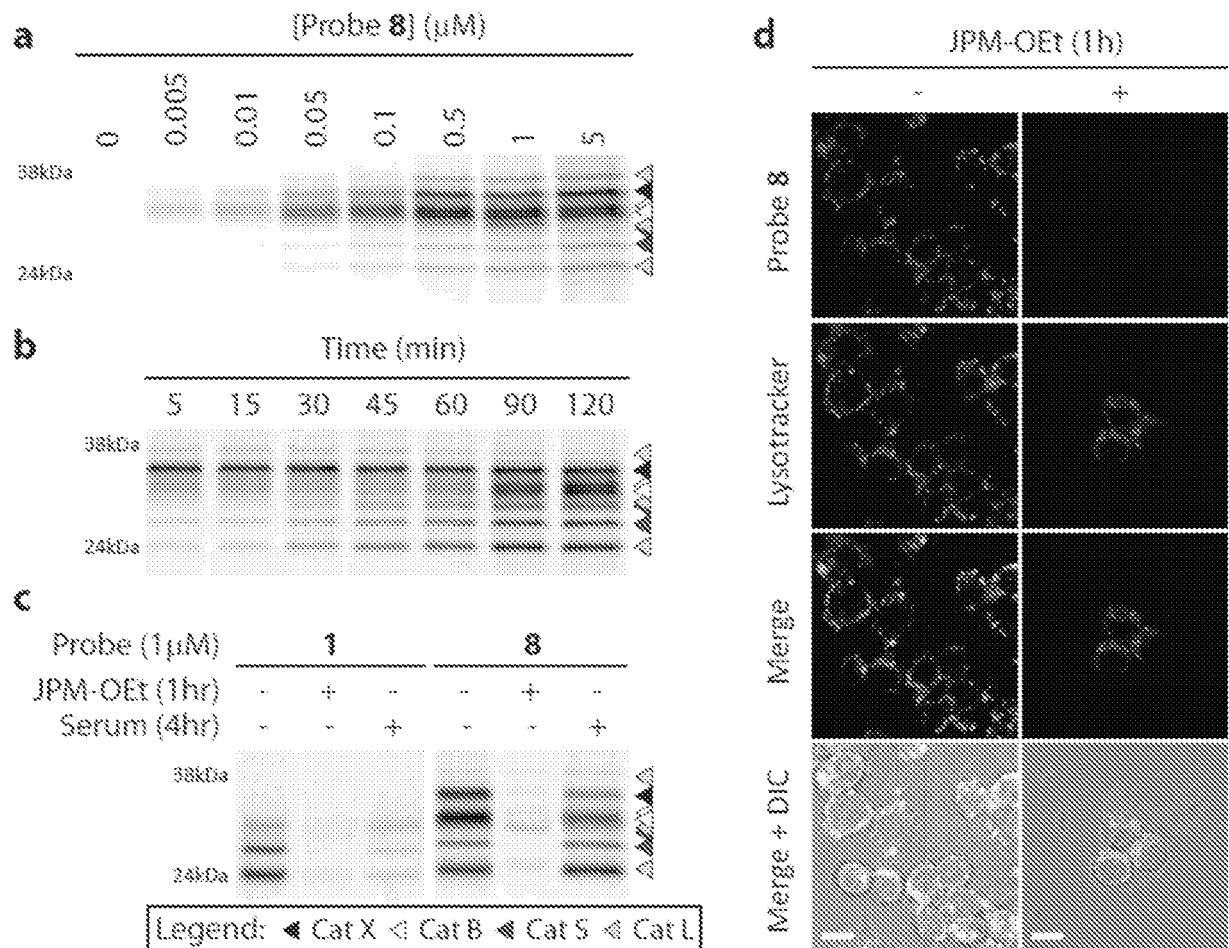 a
[Probe 8] (µM)
0 0.005 0.01 0.05 0.1 0.5 1 5
38kDa
24kDa
b
Time (min)
5 15 30 45 60 90 120
38kDa
24kDa
c
Probe (1µM) 1 8
JPM-OEt (1hr) - + - - + -
Serum (4hr) - - + - - +
38kDa
24kDa
Legend: Cat X Cat B Cat S Cat L
d
JPM-OEt (1h)
- +
Probe 8
Lysotracker
Merge
Merge + DIC